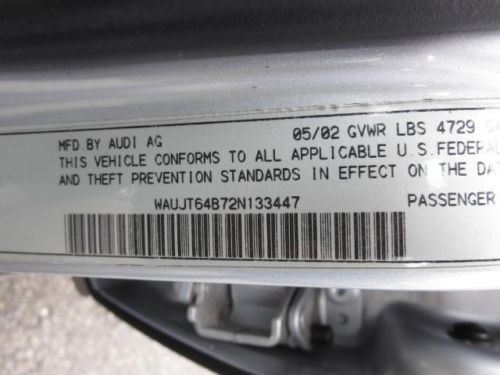 MFD.BY AUDI AG 05/02 GVWR LBS 4729
THIS VEHICLE CONFORMS TO ALL APPLICABLE U.S.FEDERAL
AND THEFT PREVENTION STANDARDS IN EFFECT ON THE
WAUJT64B72N133447 PASSENGER